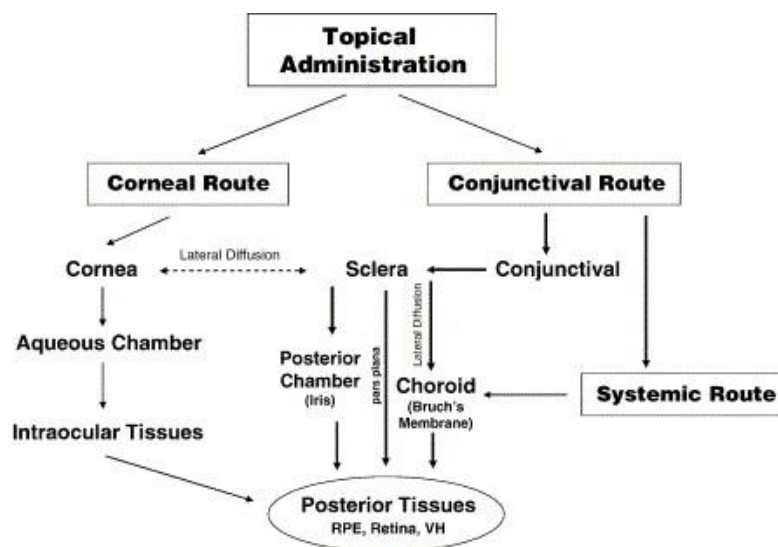 Topical
Administration
Corneal Route
Conjunctival Route
Lateral Diffusion
Cornea
Sclera
Conjunctival
Aqueous Chamber
Posterior
Chamber
(Iris)
pars plana
Lateral Diffusion
Choroid
(Bruch's
Membrane)
Systemic Route
Intraocular Tissues
Posterior Tissues
RPE, Retina, VH